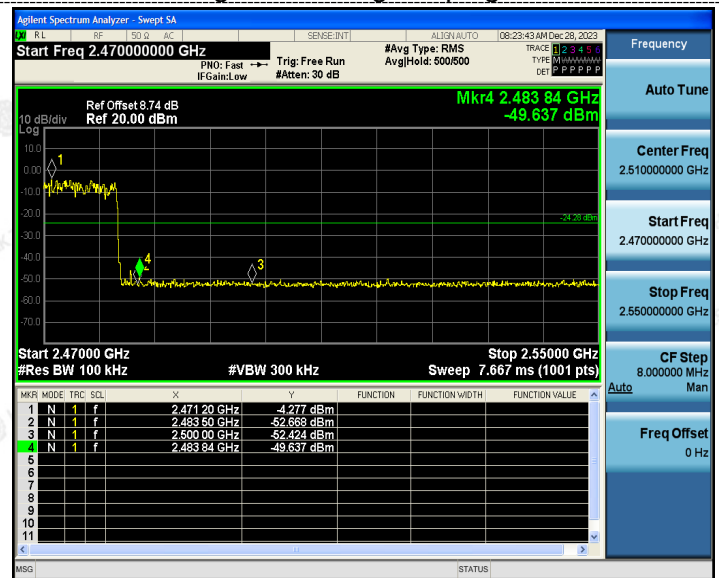 Agilent Spectrum Analyzer - Swept SA
LXI RL RF 50 Ω AC SENSE:INT ALIGN AUTO 08:23:43 AM Dec 28, 2023
Start Freq 2.470000000 GHz #Avg Type: RMS TRACE 1 2 3 4 5 6
PNO: Fast Trig: Free Run Avg|Hold: 500/500 TYPE M
IFGain:Low #Atten: 30 dB DET P P P P P P
Mkr4 2.483 84 GHz
-49.637 dBm
Ref Offset 8.74 dB
10 dB/div Ref 20.00 dBm
Log
10.0
0.00
-10.0
-20.0
-30.0
-40.0
-50.0
-60.0
-70.0
1
4
3
-24.28 dBm
Start 2.47000 GHz Stop 2.55000 GHz
#Res BW 100 kHz #VBW 300 kHz Sweep 7.667 ms (1001 pts)
MKR MODE TRC SCL X Y FUNCTION FUNCTION WIDTH FUNCTION VALUE
1 N 1 f 2.471 20 GHz -4.277 dBm
2 N 1 f 2.483 50 GHz -52.668 dBm
3 N 1 f 2.500 00 GHz -52.424 dBm
4 N 1 f 2.483 84 GHz -49.637 dBm
5
6
7
8
9
10
11
MSG STATUS
Frequency
Auto Tune
Center Freq
2.510000000 GHz
Start Freq
2.470000000 GHz
Stop Freq
2.550000000 GHz
CF Step
8.000000 MHz
Auto Man
Freq Offset
0 Hz